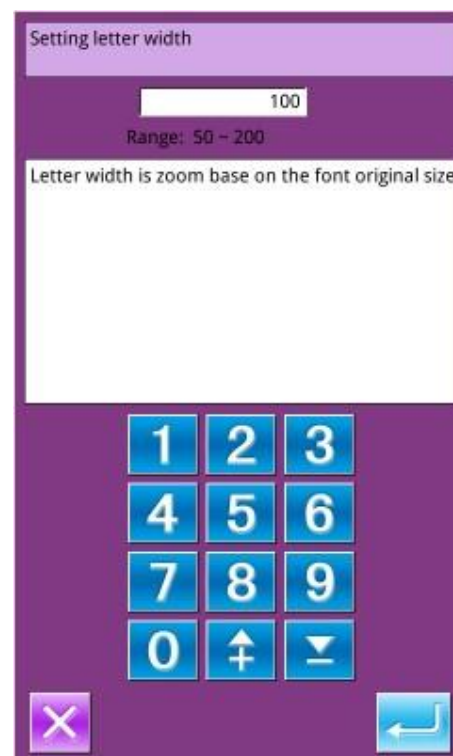 Setting letter width
100
Range: 50 ~ 200
Letter width is zoom base on the font original size
1 2 3
4 5 6
7 8 9
0